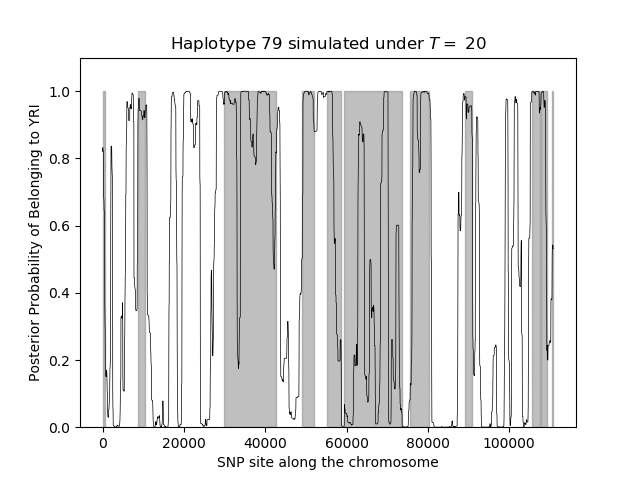 Haplotype 79 simulated under T = 20
Posterior Probability of Belonging to YRI
1.0
0.8
0.6
0.4
0.2
0.0
0 20000 40000 60000 80000 100000
SNP site along the chromosome